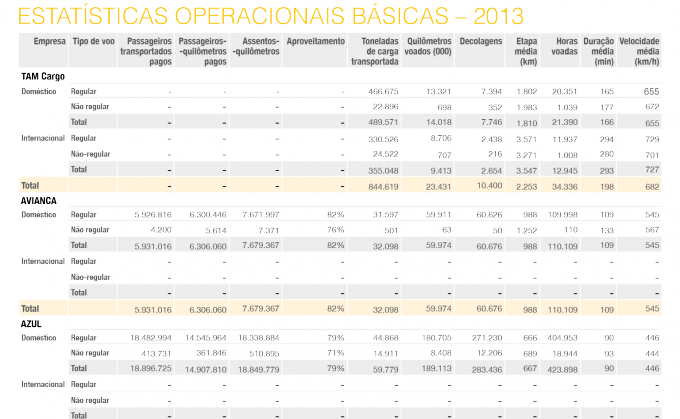 ESTATÍSTICAS OPERACIONAIS BÁSICAS – 2013
Empresa Tipo de voo Passageiros transportados pagos Passageiros-quilômetros pagos Assentos-quilômetros Aproveitamento Toneladas de carga transportada Quilômetros voados (000) Decolagens Etapa média (km) Horas voadas Duração média (min) Velocidade média (km/h)
TAM Cargo
Doméstico Regular - - - - 466.675 13.321 7.394 1.802 20.351 165 655
Não regular - - - - 22.896 698 352 1.983 1.039 177 672
Total - - - - 489.571 14.018 7.746 1.810 21.390 166 655
Internacional Regular - - - - 330.526 8.706 2.438 3.571 11.937 294 729
Não-regular - - - - 24.522 707 216 3.271 1.008 280 701
Total - - - - 355.048 9.413 2.654 3.547 12.945 293 727
Total - - - - 844.619 23.431 10.400 2.253 34.336 198 682
AVIANCA
Doméstico Regular 5.926.816 6.300.446 7.671.997 82% 31.597 59.911 60.626 988 109.998 109 545
Não regular 4.200 5.614 7.371 76% 501 63 50 1.252 110 133 567
Total 5.931.016 6.306.060 7.679.367 82% 32.098 59.974 60.676 988 110.109 109 545
Internacional Regular - - - - - - - - - - -
Não-regular - - - - - - - - - - -
Total - - - - - - - - - - -
Total 5.931.016 6.306.060 7.679.367 82% 32.098 59.974 60.676 988 110.109 109 545
AZUL
Doméstico Regular 18.482.994 14.545.964 18.338.884 79% 44.868 180.705 271.230 666 404.953 90 446
Não regular 413.731 361.846 510.895 71% 14.911 8.408 12.206 689 18.944 93 444
Total 18.896.725 14.907.810 18.849.779 79% 59.779 189.113 283.436 667 423.898 90 446
Internacional Regular - - - - - - - - - - -
Não-regular - - - - - - - - - - -
Total - - - - - - - - - - -